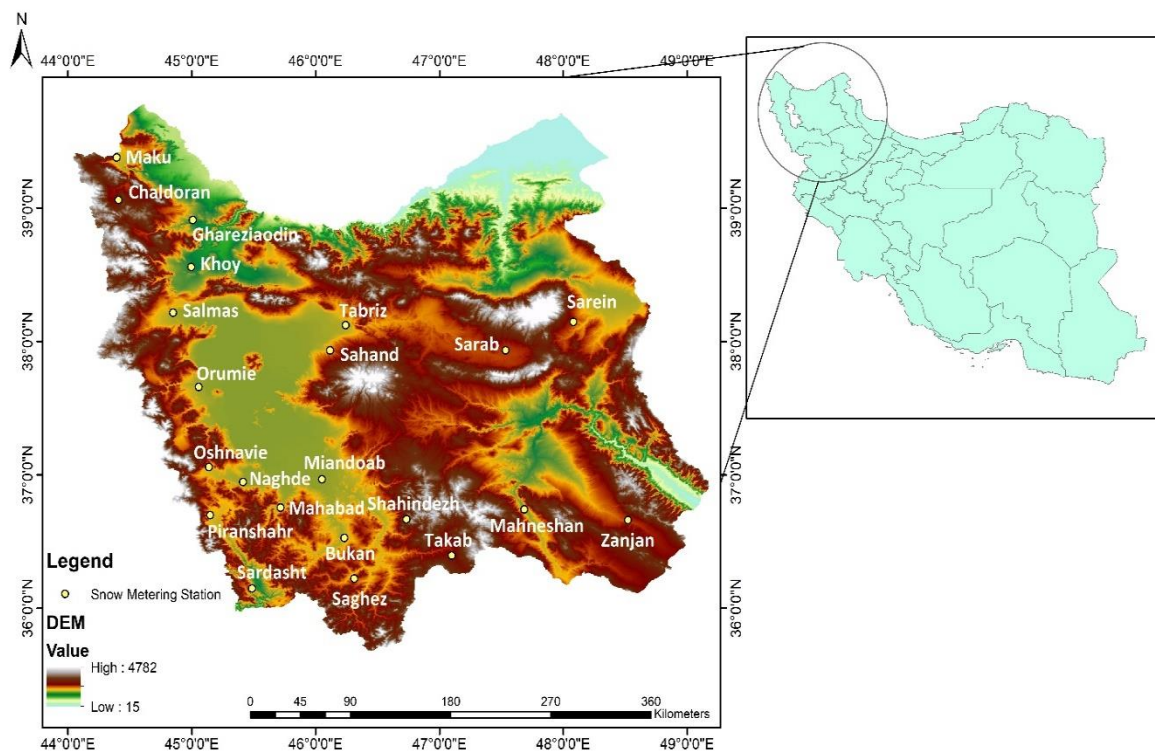 N
44°0'0"E 45°0'0"E 46°0'0"E 47°0'0"E 48°0'0"E 49°0'0"E
39°0'0"N
38°0'0"N
37°0'0"N
36°0'0"N
Maku
Chaldoran
Ghareziaodin
Khoy
Salmas
Tabriz
Sarein
Sahand
Sarab
Orumie
Oshnavie
Naghde
Miandoab
Mahabad
Shahindezh
Piranshahr
Mahneshan
Zanjan
Bukan
Takab
Sardasht
Saghez
39°0'0"N
38°0'0"N
37°0'0"N
36°0'0"N
Legend
Snow Metering Station
DEM
Value
High : 4782
Low : 15
0 45 90 180 270 360
Kilometers
44°0'0"E 45°0'0"E 46°0'0"E 47°0'0"E 48°0'0"E 49°0'0"E